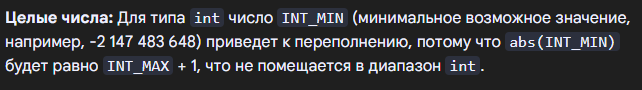 Целые числа: Для типа int число INT_MIN (минимальное возможное значение,
например, -2 147 483 648) приведет к переполнению, потому что abs(INT_MIN)
будет равно INT_MAX + 1, что не помещается в диапазон int.